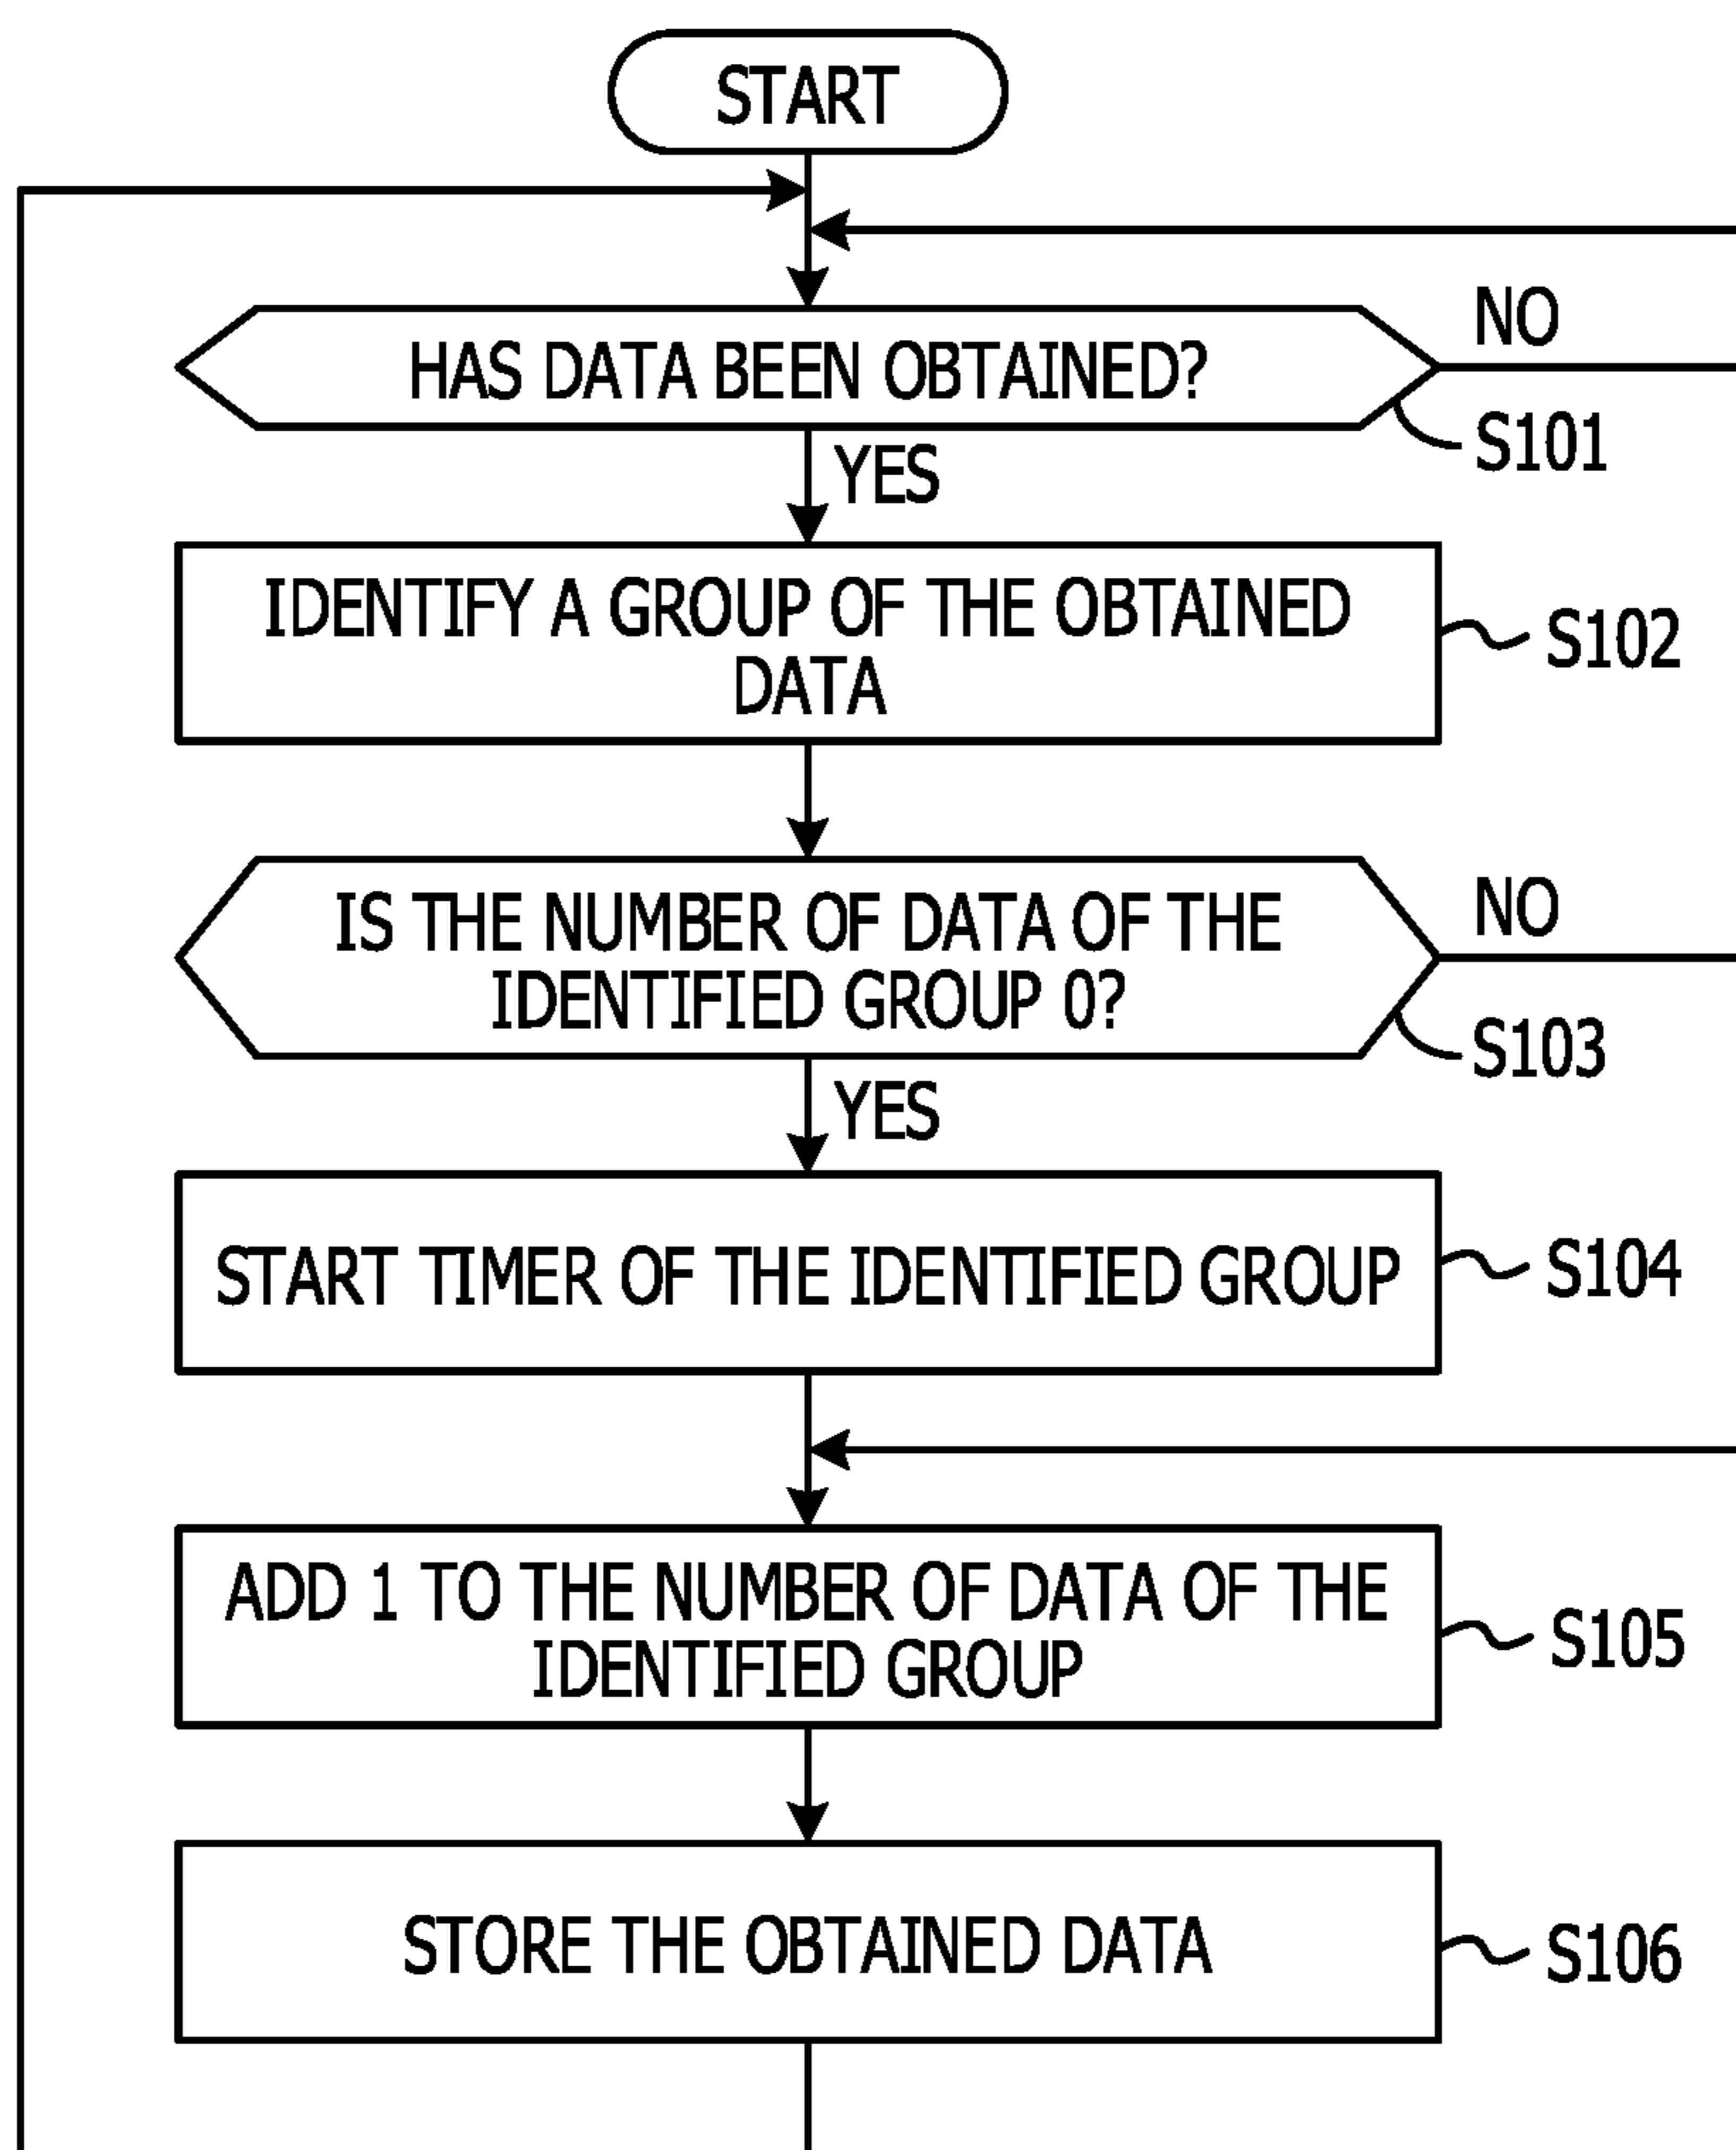 START
NO
HAS DATA BEEN OBTAINED?
S101
YES
IDENTIFY A GROUP OF THE OBTAINED
DATA
S102
NO
IS THE NUMBER OF DATA OF THE
IDENTIFIED GROUP 0?
S103
YES
START TIMER OF THE IDENTIFIED GROUP
S104
ADD 1 TO THE NUMBER OF DATA OF THE
IDENTIFIED GROUP
S105
STORE THE OBTAINED DATA
S106